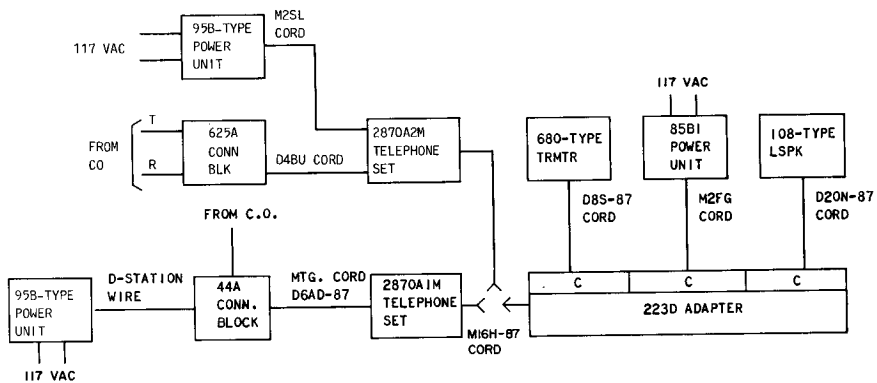 M2SL
CORD
95B-TYPE
POWER
UNIT
117 VAC
117 VAC
T
R
FROM
CO
625A
CONN
BLK
D4BU CORD
2870A2M
TELEPHONE
SET
680-TYPE
TRMTR
85B1
POWER
UNIT
108-TYPE
LSPK
D8S-87
CORD
M2FG
CORD
D20N-87
CORD
FROM C.O.
D-STATION
WIRE
MTG. CORD
D6AD-87
95B-TYPE
POWER
UNIT
44A
CONN.
BLOCK
2870A1M
TELEPHONE
SET
C
C
C
223D ADAPTER
M16H-87
CORD
117 VAC